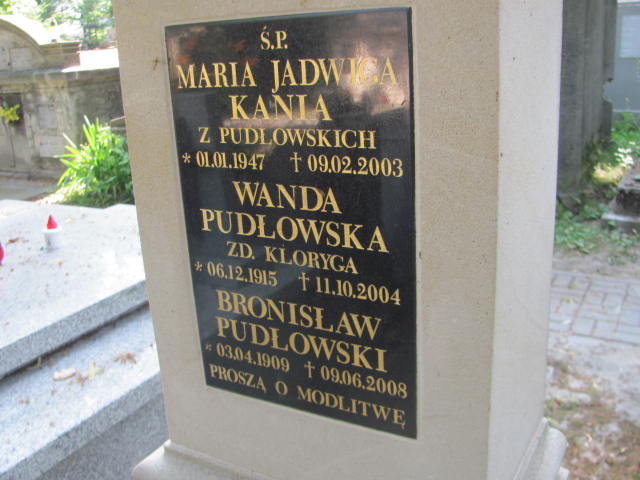 Ś.P.
MARIA JADWIGA
KANIA
Z PUDŁOWSKICH
* 01.01.1947 † 09.02.2003
WANDA
PUDŁOWSKA
ZD. KLORYGA
* 06.12.1915 † 11.10.2004
BRONISŁAW
PUDŁOWSKI
* 03.04.1909 † 09.06.2008
PROSZĄ O MODLITWĘ